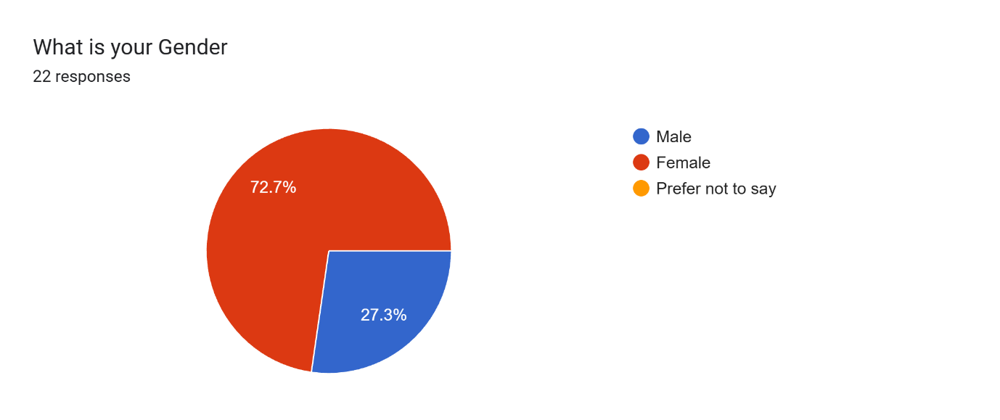 What is your Gender
22 responses
72.7%
27.3%
Male
Female
Prefer not to say